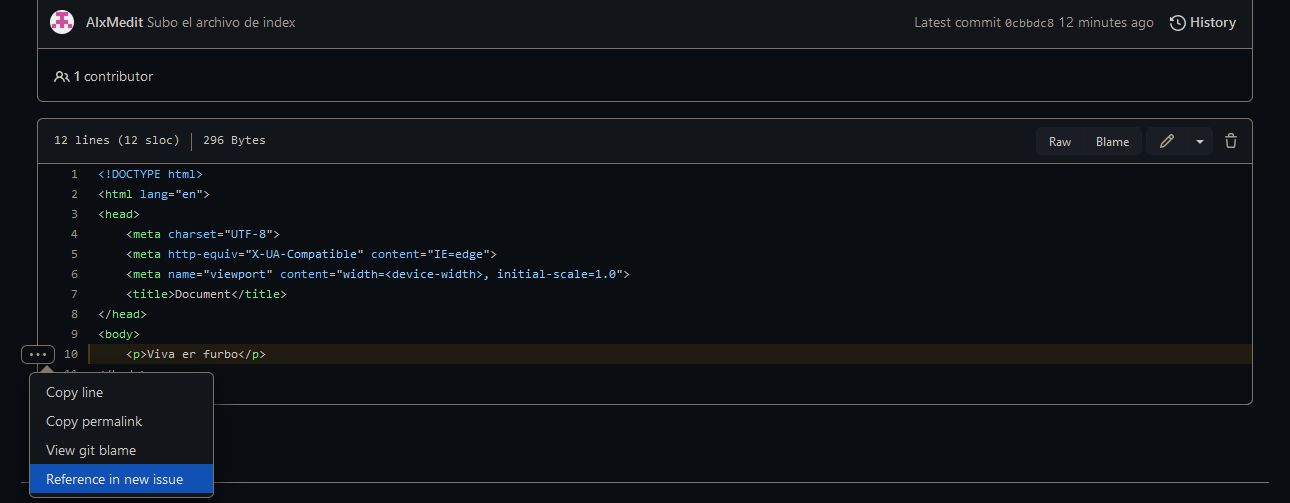 AlxMedit Subo el archivo de index Latest commit 0cbbdc8 12 minutes ago History
1 contributor
12 lines (12 sloc) 296 Bytes Raw Blame
1 <!DOCTYPE html>
2 <html lang="en">
3 <head>
4 <meta charset="UTF-8">
5 <meta http-equiv="X-UA-Compatible" content="IE=edge">
6 <meta name="viewport" content="width=<device-width>, initial-scale=1.0">
7 <title>Document</title>
8 </head>
9 <body>
10 <p>Viva er furbo</p>
Copy line
Copy permalink
View git blame
Reference in new issue